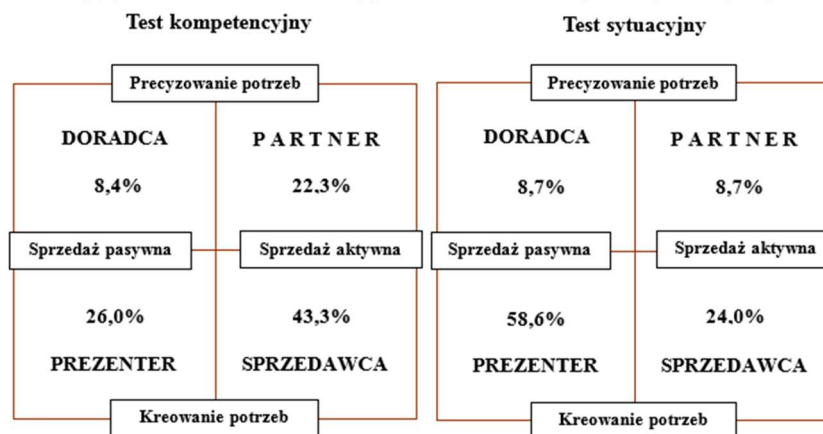 Test kompetencyjny
Precyzowanie potrzeb
DORADCA PARTNER
8,4% 22,3%
Sprzedaż pasywna Sprzedaż aktywna
26,0% 43,3%
PREZENTER SPRZEDAWCA
Kreowanie potrzeb
Test sytuacyjny
Precyzowanie potrzeb
DORADCA PARTNER
8,7% 8,7%
Sprzedaż pasywna Sprzedaż aktywna
58,6% 24,0%
PREZENTER SPRZEDAWCA
Kreowanie potrzeb